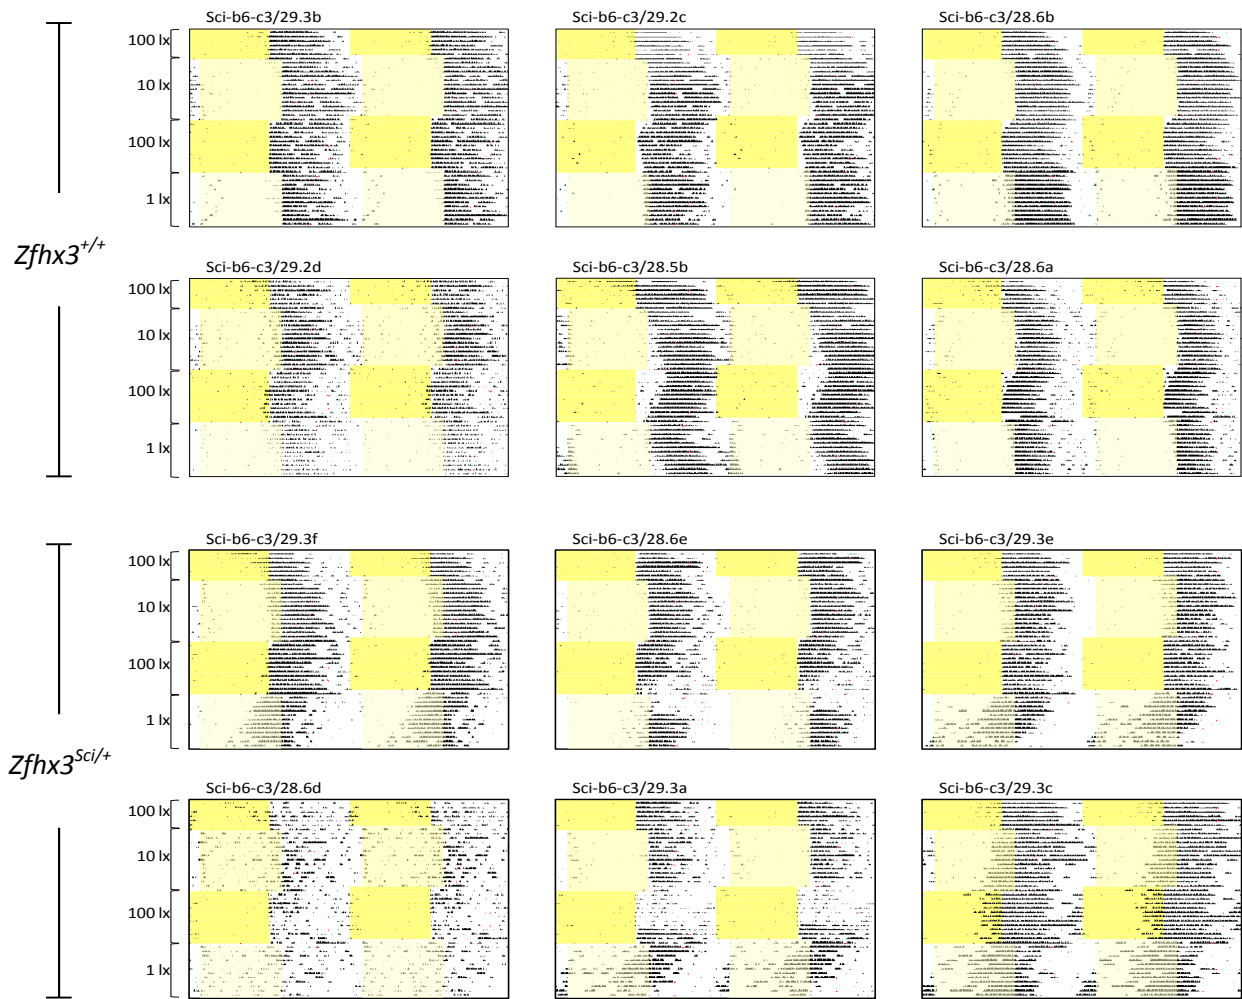 Sci-b6-c3/29.3b Sci-b6-c3/29.2c Sci-b6-c3/28.6b
100 lx
10 lx
100 lx
1 lx
Zfhx3+/+
Sci-b6-c3/29.2d Sci-b6-c3/28.5b Sci-b6-c3/28.6a
100 lx
10 lx
100 lx
1 lx
Sci-b6-c3/29.3f Sci-b6-c3/28.6e Sci-b6-c3/29.3e
100 lx
10 lx
100 lx
1 lx
Zfhx3Sci/+
Sci-b6-c3/28.6d Sci-b6-c3/29.3a Sci-b6-c3/29.3c
100 lx
10 lx
100 lx
1 lx